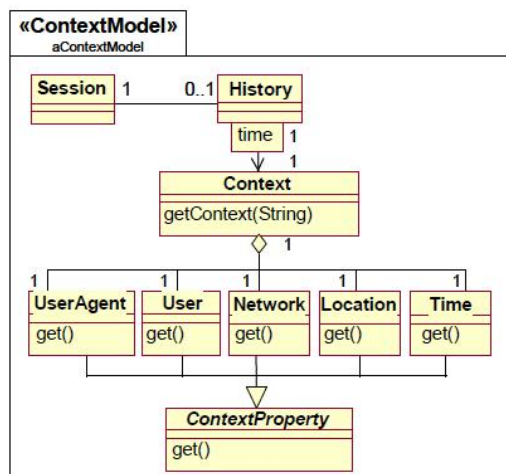 «ContextModel»
aContextModel
Session 1 0..1 History
time 1
1
Context
getContext(String)
1
1 1 1 1 1
UserAgent User Network Location Time
get() get() get() get() get()
ContextProperty
get()